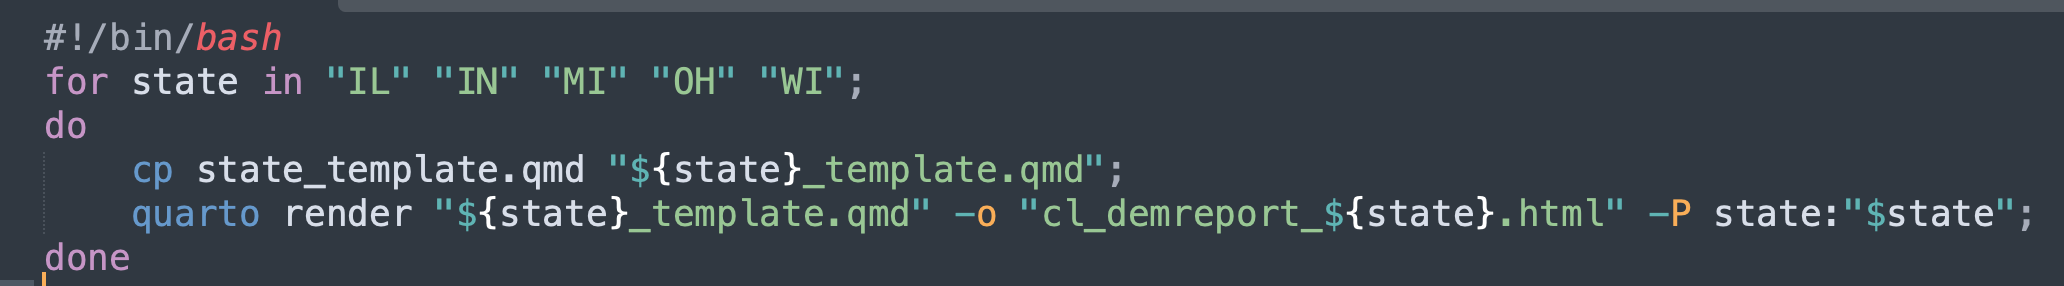 #!/bin/bash
for state in "IL" "IN" "MI" "OH" "WI";
do
    cp state_template.qmd "${state}_template.qmd";
    quarto render "${state}_template.qmd" -o "cl_demreport_${state}.html" -P state:"$state";
done